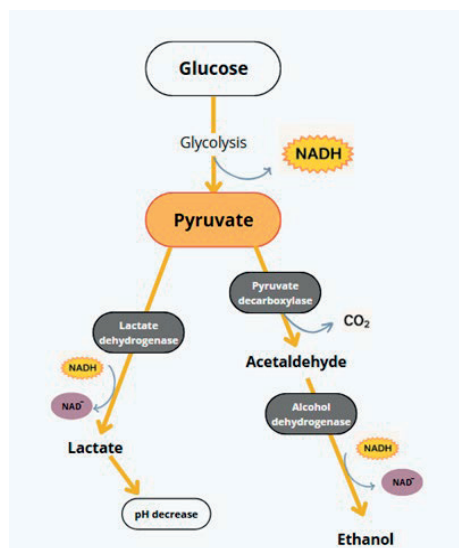 Glucose
Glycolysis
NADH
Pyruvate
Pyruvate
decarboxylase
CO₂
Lactate
dehydrogenase
Acetaldehyde
NADH
NAD⁻
Alcohol
dehydrogenase
Lactate
NADH
NAD⁻
pH decrease
Ethanol